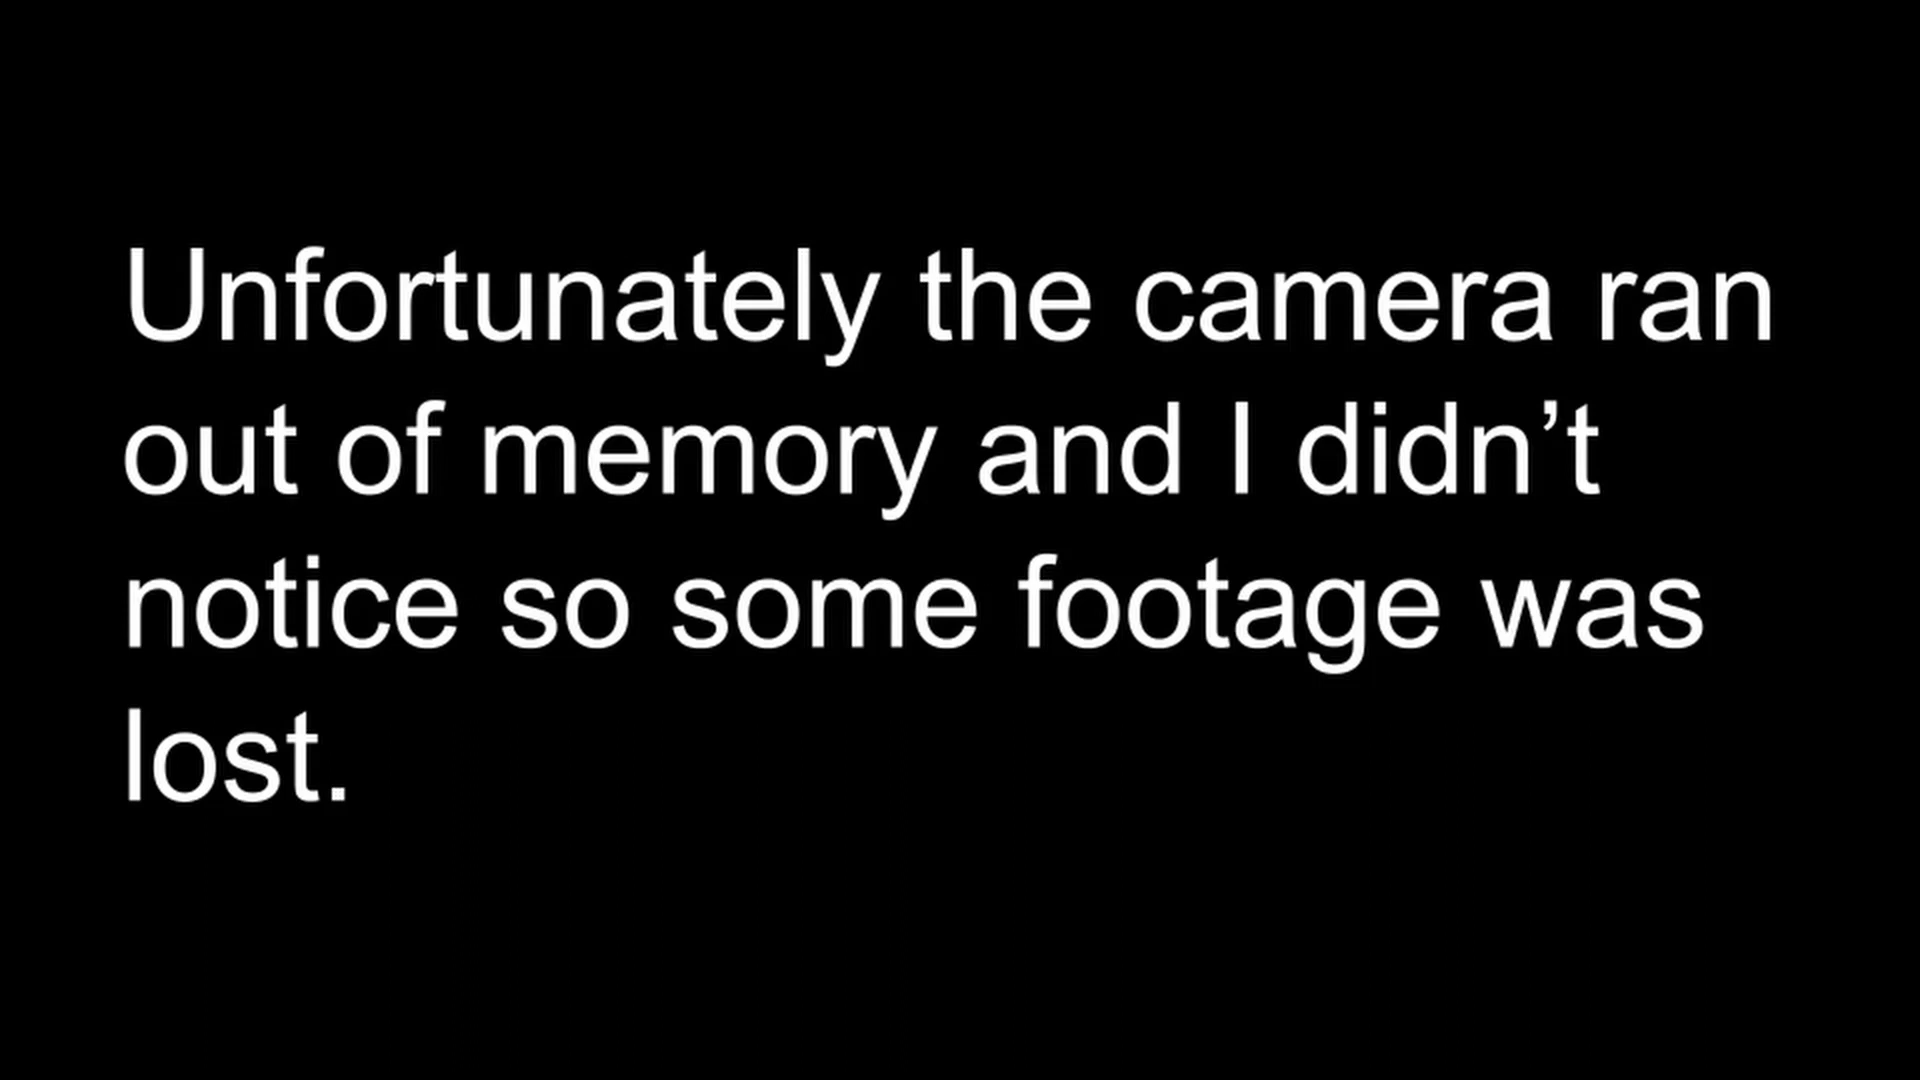 Unfortunately the camera ran
out of memory and I didn’t
notice so some footage was
lost.